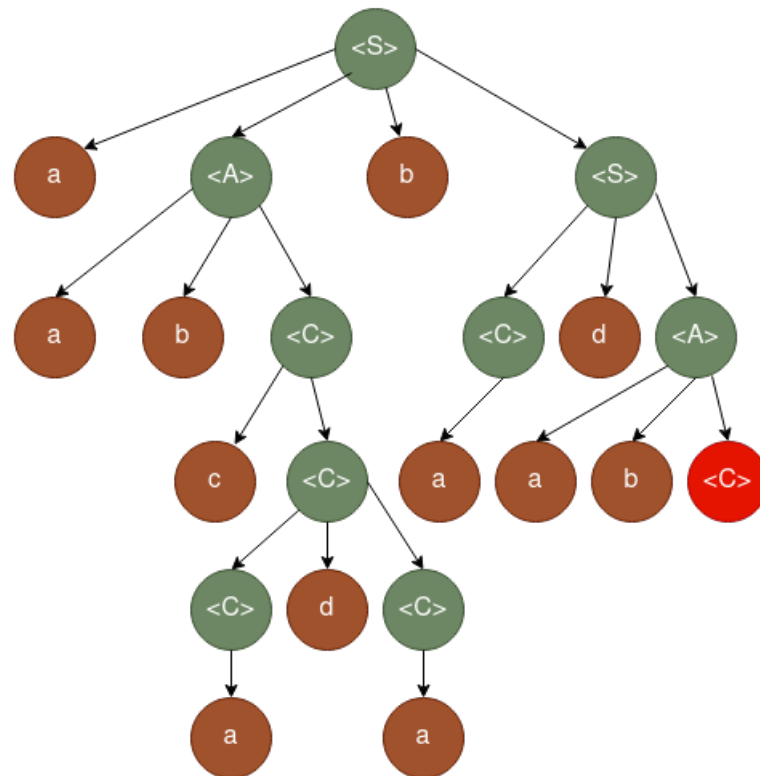 <S>
a <A> b <S>
a b <C> <C> d <A>
c <C> a a b <C>
<C> d <C>
a a